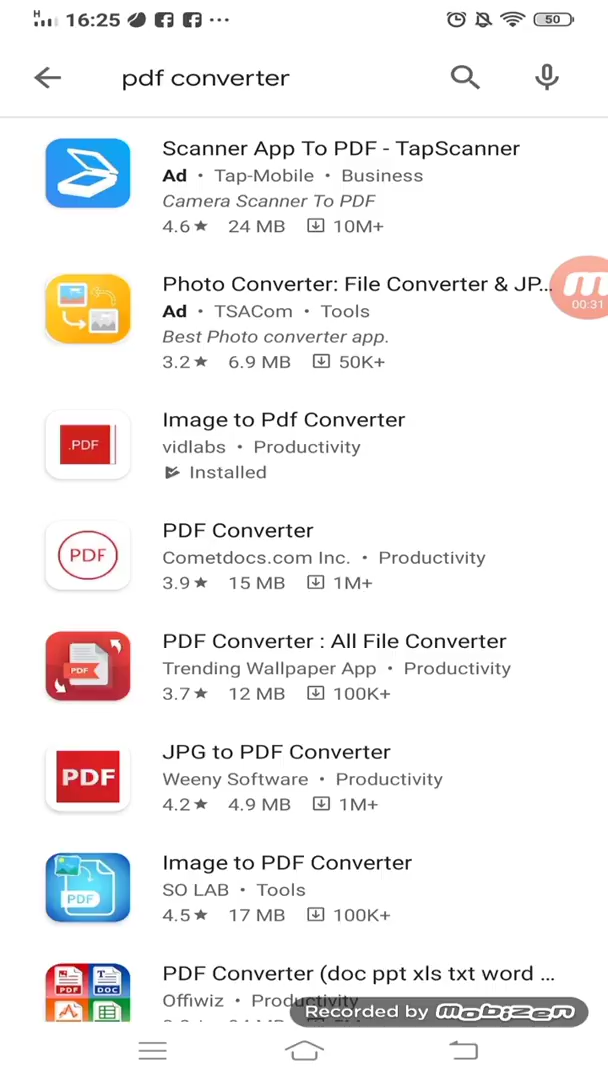 H 16:25 ...
50
pdf converter
Scanner App To PDF - TapScanner
Ad • Tap-Mobile • Business
Camera Scanner To PDF
4.6★ 24 MB 10M+
Photo Converter: File Converter & JP...
Ad • TSACom • Tools
Best Photo converter app.
3.2★ 6.9 MB 50K+
00:31
.PDF
Image to Pdf Converter
vidlabs • Productivity
Installed
PDF
PDF Converter
Cometdocs.com Inc. • Productivity
3.9★ 15 MB 1M+
PDF
PDF Converter : All File Converter
Trending Wallpaper App • Productivity
3.7★ 12 MB 100K+
PDF
JPG to PDF Converter
Weeny Software • Productivity
4.2★ 4.9 MB 1M+
PDF
Image to PDF Converter
SO LAB • Tools
4.5★ 17 MB 100K+
PDF DOC
PDF Converter (doc ppt xls txt word ...
Offiwiz • Productivity
Recorded by mobizen